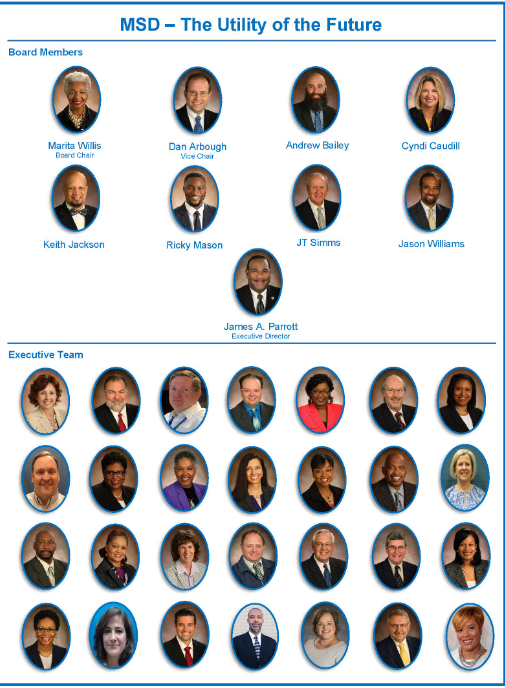 MSD – The Utility of the Future
Board Members
Marita Willis
Board Chair
Dan Arbough
Vice Chair
Andrew Bailey
Cyndi Caudill
Keith Jackson
Ricky Mason
JT Simms
Jason Williams
James A. Parrott
Executive Director
Executive Team